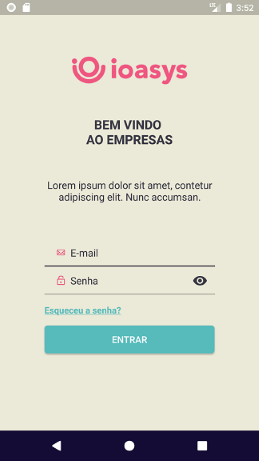 3:52
ioasys
BEM VINDO
AO EMPRESAS
Lorem ipsum dolor sit amet, contetur
adipiscing elit. Nunc accumsan.
E-mail
Senha
Esqueceu a senha?
ENTRAR